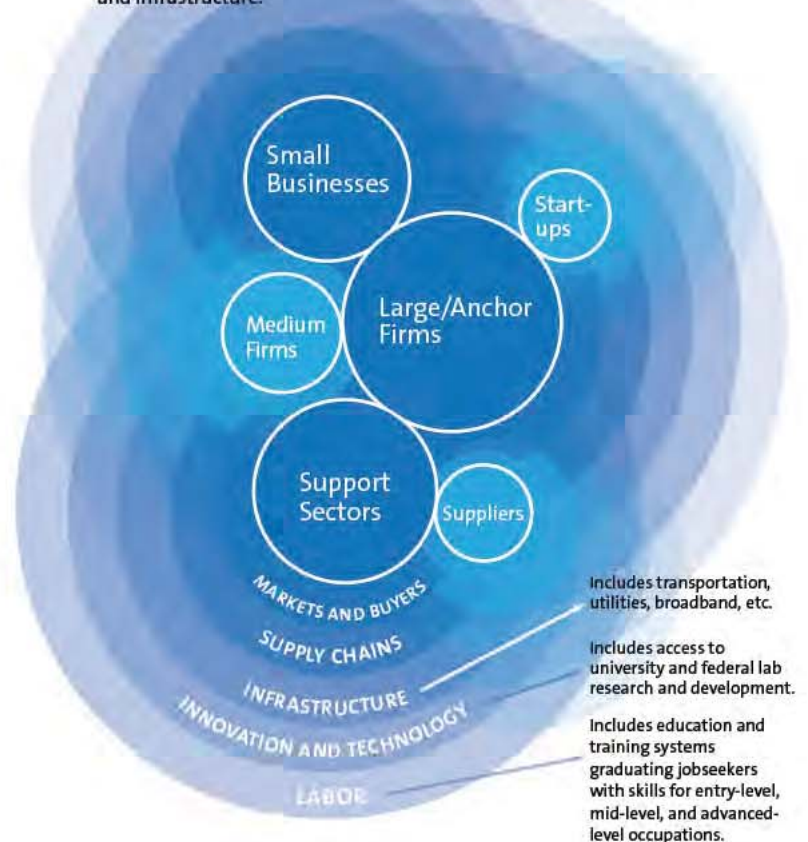 and infrastructure.
Small
Businesses
Start-
ups
Large/Anchor
Firms
Medium
Firms
Support
Sectors
Suppliers
MARKETS AND BUYERS
SUPPLY CHAINS
INFRASTRUCTURE
INNOVATION AND TECHNOLOGY
LABOR
Includes transportation,
utilities, broadband, etc.
Includes access to
university and federal lab
research and development.
Includes education and
training systems
graduating jobseekers
with skills for entry-level,
mid-level, and advanced-
level occupations.